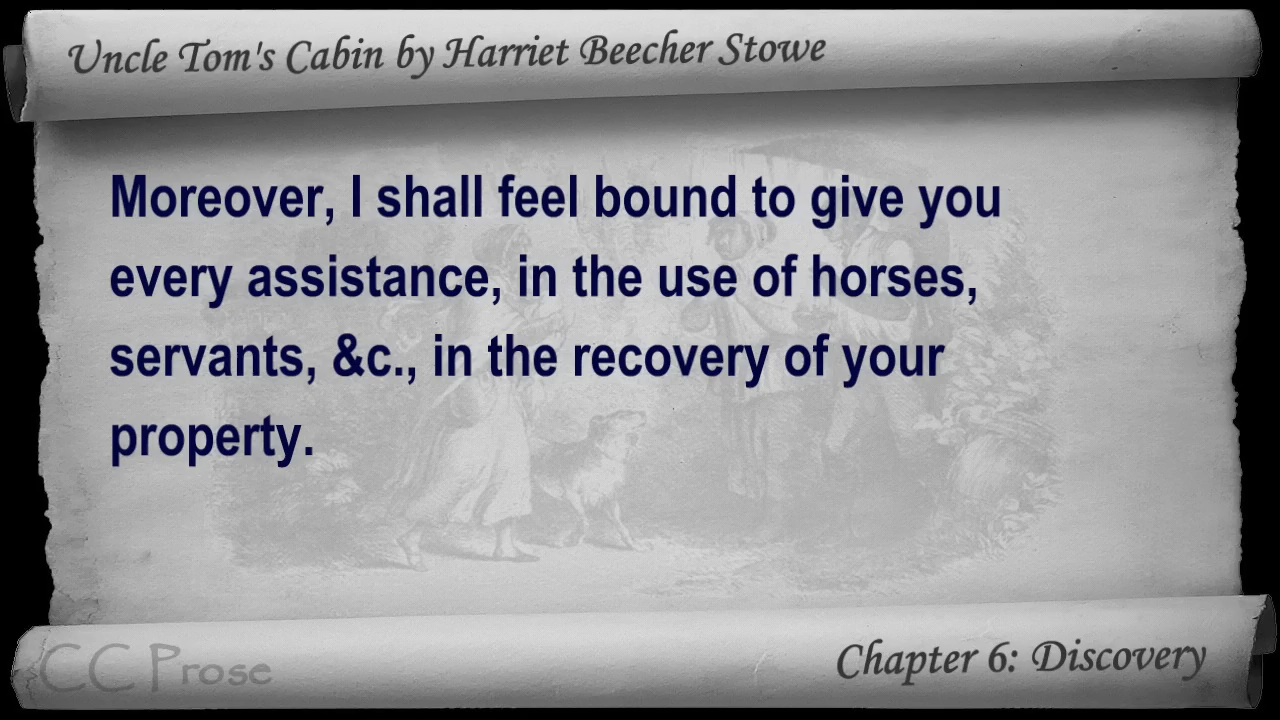 Uncle Tom's Cabin by Harriet Beecher Stowe
Moreover, I shall feel bound to give you
every assistance, in the use of horses,
servants, &c., in the recovery of your
property.
CC Prose
Chapter 6: Discovery